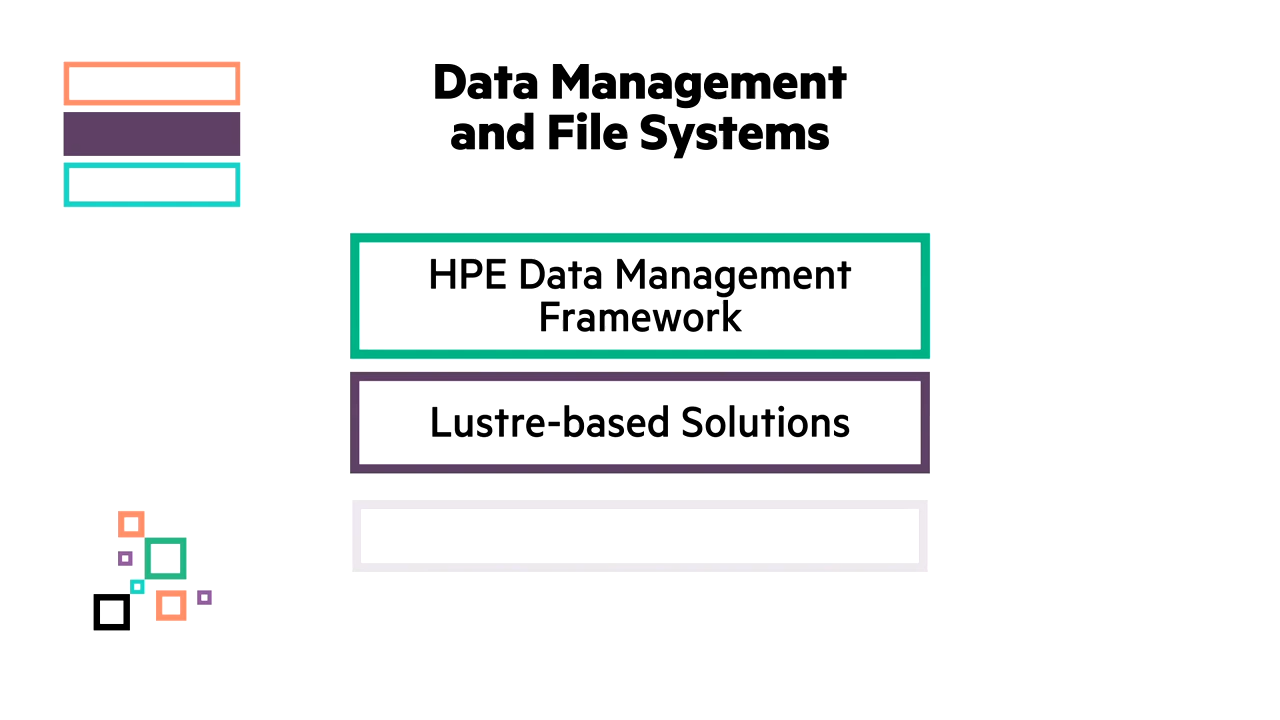 Data Management
and File Systems
HPE Data Management
Framework
Lustre-based Solutions